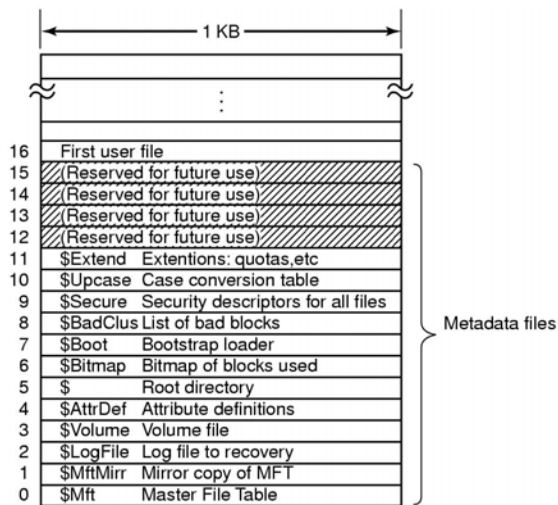 1 KB
16 First user file
15 (Reserved for future use)
14 (Reserved for future use)
13 (Reserved for future use)
12 (Reserved for future use)
11 $Extend Extentions: quotas,etc
10 $Upcase Case conversion table
9 $Secure Security descriptors for all files
8 $BadClus List of bad blocks
7 $Boot Bootstrap loader
6 $Bitmap Bitmap of blocks used
5 $ Root directory
4 $AttrDef Attribute definitions
3 $Volume Volume file
2 $LogFile Log file to recovery
1 $MftMirr Mirror copy of MFT
0 $Mft Master File Table
Metadata files